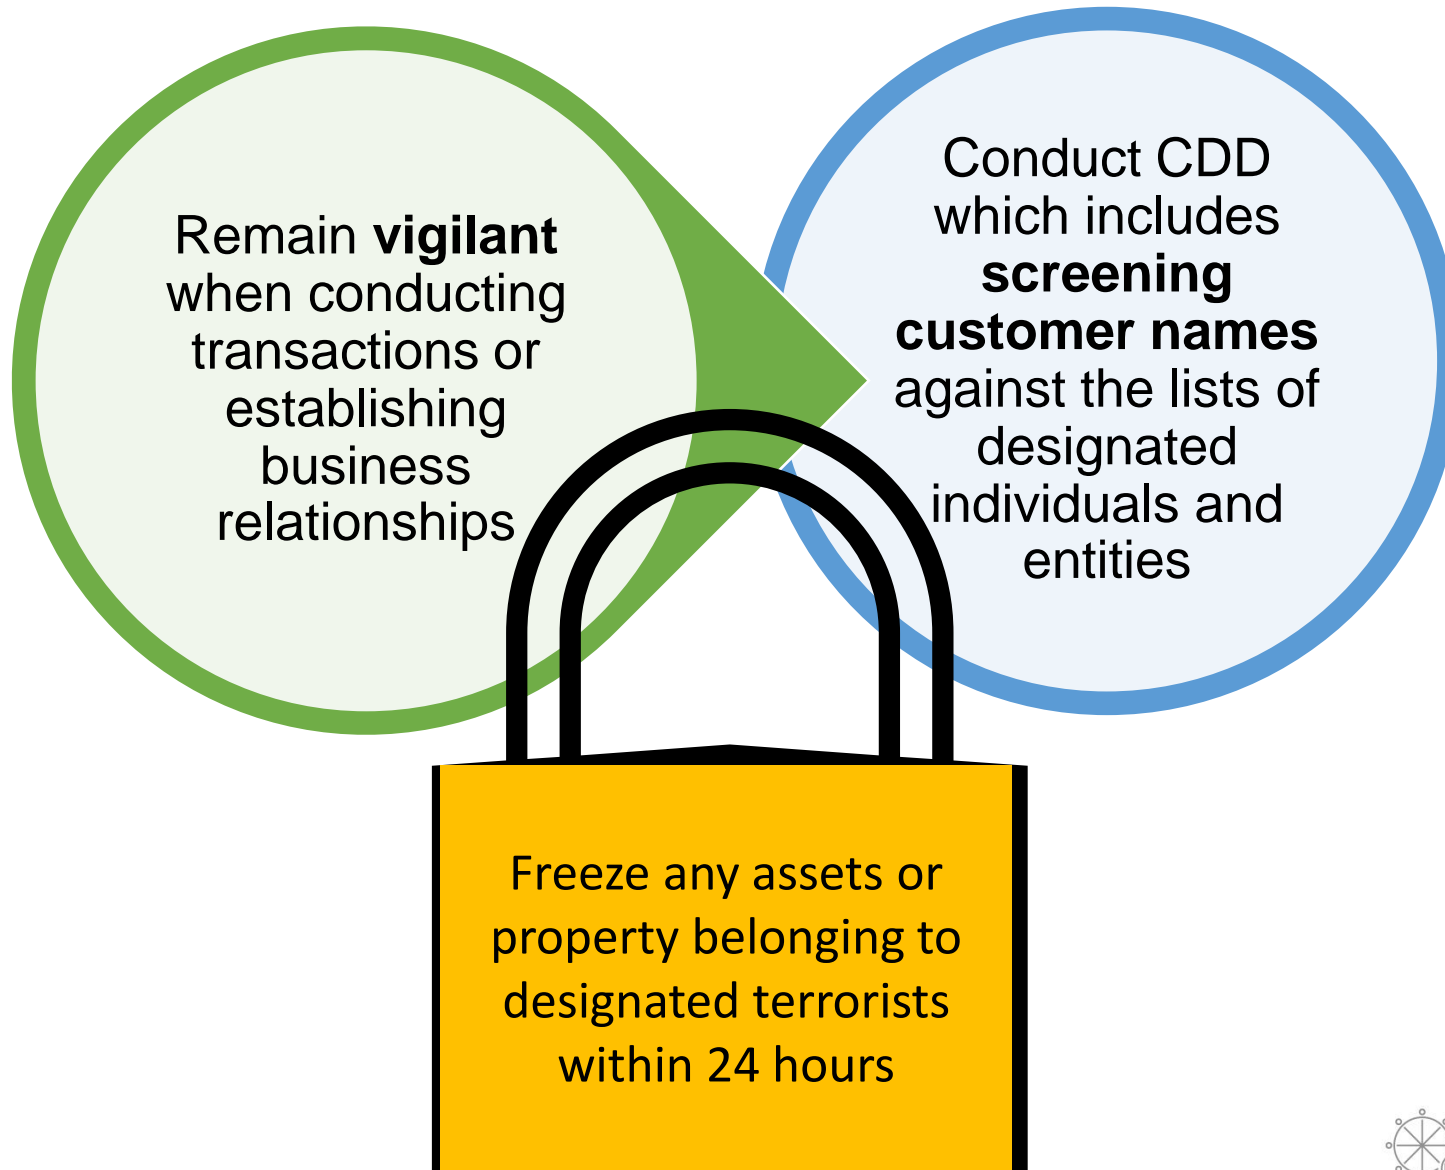 Remain vigilant
when conducting
transactions or
establishing
business
relationships
Conduct CDD
which includes
screening
customer names
against the lists of
designated
individuals and
entities
Freeze any assets or
property belonging to
designated terrorists
within 24 hours